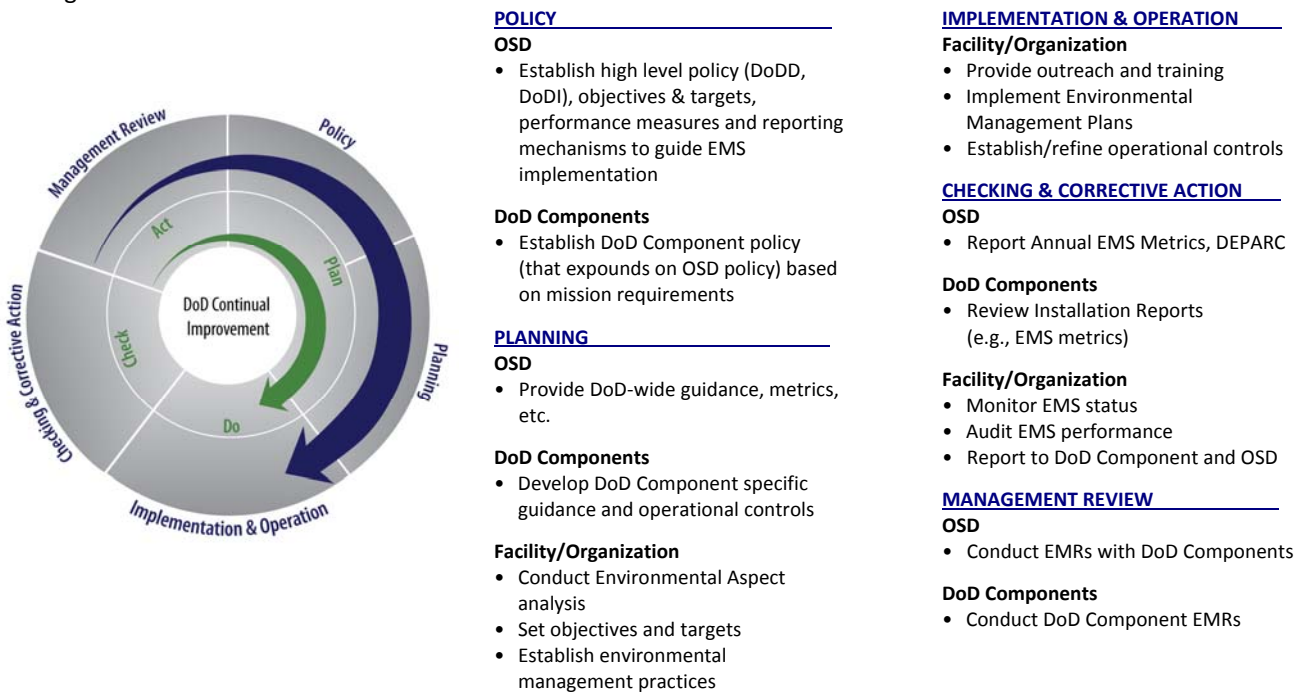 Management Review
Policy
Planning
Implementation & Operation
Checking & Corrective Action
Act
Plan
Do
Check
DoD Continual
Improvement
POLICY
OSD
• Establish high level policy (DoDD,
DoDI), objectives & targets,
performance measures and reporting
mechanisms to guide EMS
implementation
DoD Components
• Establish DoD Component policy
(that expounds on OSD policy) based
on mission requirements
PLANNING
OSD
• Provide DoD-wide guidance, metrics,
etc.
DoD Components
• Develop DoD Component specific
guidance and operational controls
Facility/Organization
• Conduct Environmental Aspect
analysis
• Set objectives and targets
• Establish environmental
management practices
IMPLEMENTATION & OPERATION
Facility/Organization
• Provide outreach and training
• Implement Environmental
Management Plans
• Establish/refine operational controls
CHECKING & CORRECTIVE ACTION
OSD
• Report Annual EMS Metrics, DEPARC
DoD Components
• Review Installation Reports
(e.g., EMS metrics)
Facility/Organization
• Monitor EMS status
• Audit EMS performance
• Report to DoD Component and OSD
MANAGEMENT REVIEW
OSD
• Conduct EMRs with DoD Components
DoD Components
• Conduct DoD Component EMRs